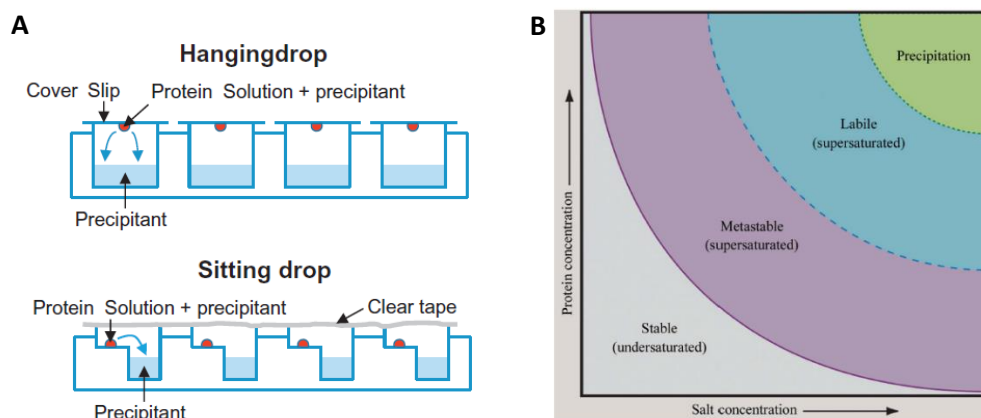 A
Hangingdrop
Cover Slip
Protein Solution + precipitant
Precipitant
Sitting drop
Protein Solution + precipitant
Clear tape
Precipitant
B
Precipitation
Labile
(supersaturated)
Metastable
(supersaturated)
Stable
(undersaturated)
Protein concentration
Salt concentration